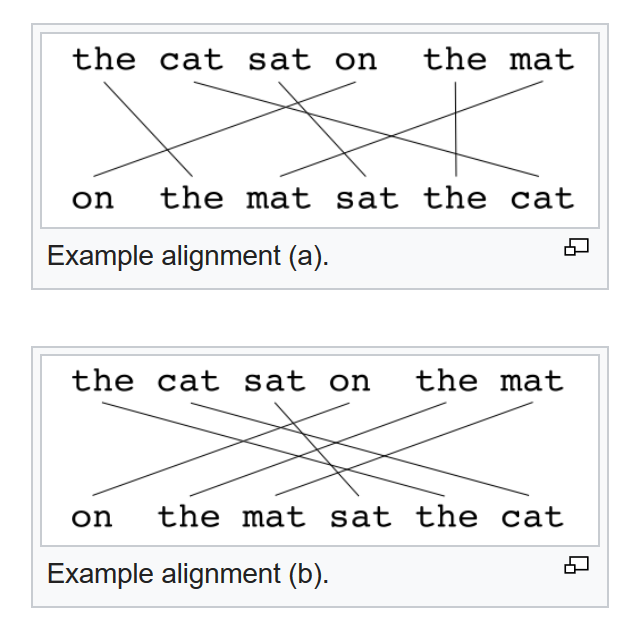 the cat sat on the mat
on the mat sat the cat
Example alignment (a).
the cat sat on the mat
on the mat sat the cat
Example alignment (b).